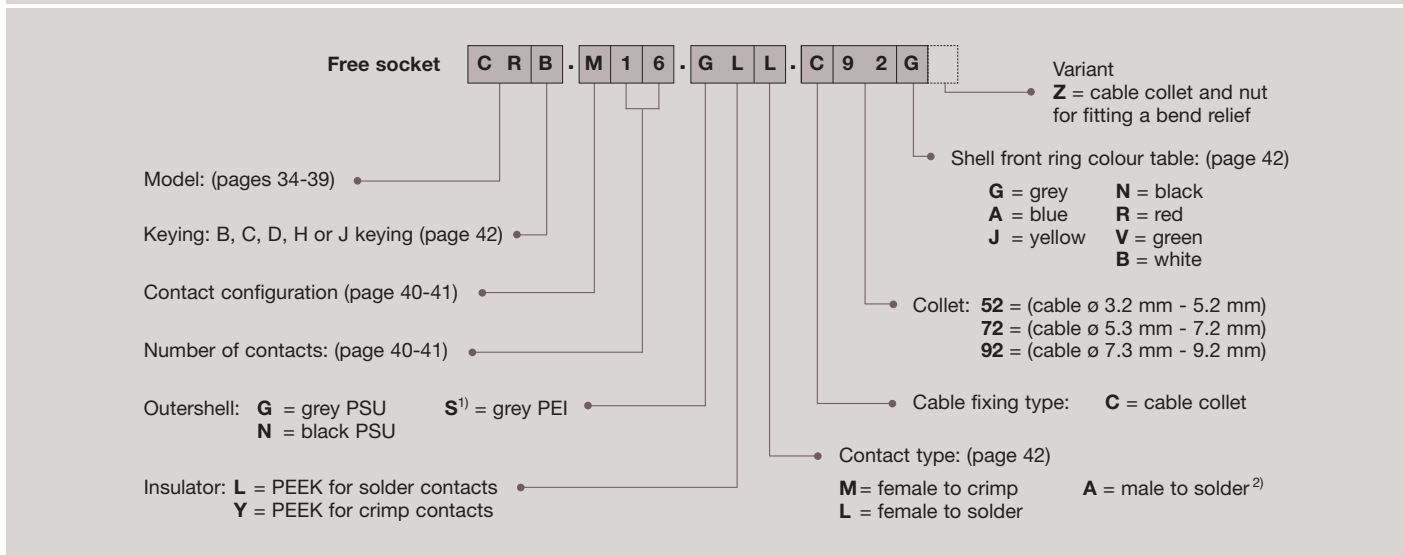 Free socket C R B . M 1 6 . G L L . C 9 2 G
Variant
Z = cable collet and nut
for fitting a bend relief
Shell front ring colour table: (page 42)
G = grey N = black
A = blue R = red
J = yellow V = green
B = white
Model: (pages 34-39)
Keying: B, C, D, H or J keying (page 42)
Contact configuration (page 40-41)
Collet: 52 = (cable ø 3.2 mm - 5.2 mm)
72 = (cable ø 5.3 mm - 7.2 mm)
92 = (cable ø 7.3 mm - 9.2 mm)
Number of contacts: (page 40-41)
Outershell: G = grey PSU S1) = grey PEI
N = black PSU
Cable fixing type: C = cable collet
Insulator: L = PEEK for solder contacts
Y = PEEK for crimp contacts
Contact type: (page 42)
M = female to crimp A = male to solder 2)
L = female to solder